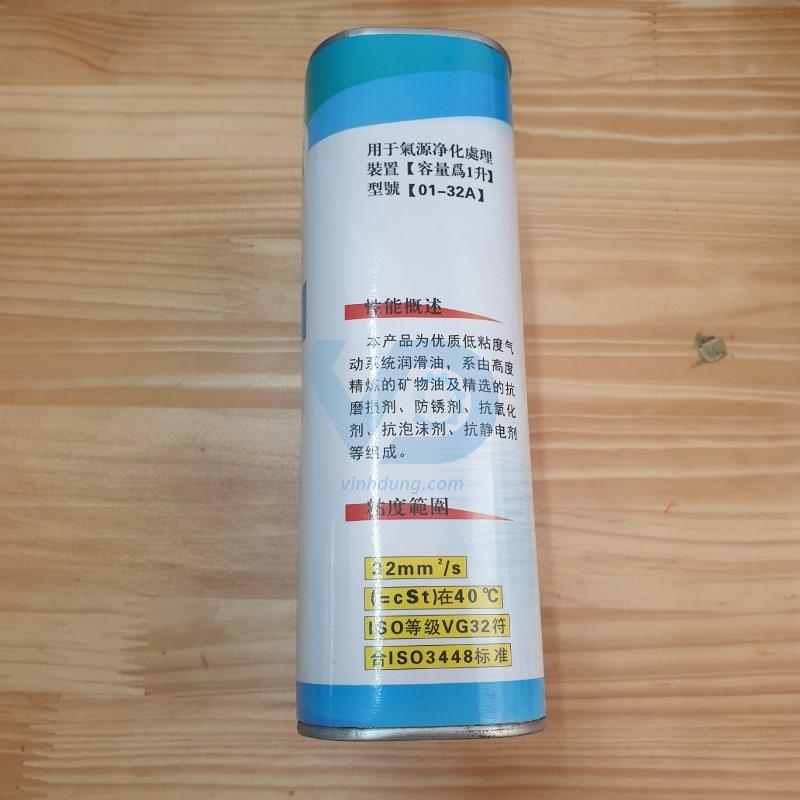 用于氣源净化處理
裝置【容量爲1升】
型號【01-32A】
性能概述
本产品为优质低粘度气
动系统润滑油，系由高度
精炼的矿物油及精选的抗
磨损剂、防锈剂、抗氧化
剂、抗泡沫剂、抗静电剂
等组成。
vinhdung.com
粘度範圍
32mm²/s
(=cSt)在40℃
ISO等级VG32符
合ISO3448标准